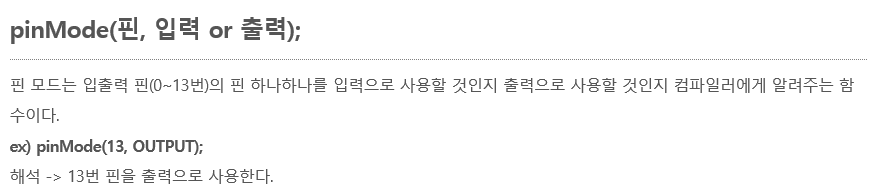 pinMode(핀, 입력 or 출력);
핀 모드는 입출력 핀(0~13번)의 핀 하나하나를 입력으로 사용할 것인지 출력으로 사용할 것인지 컴파일러에게 알려주는 함
수이다.
ex) pinMode(13, OUTPUT);
해석 -> 13번 핀을 출력으로 사용한다.